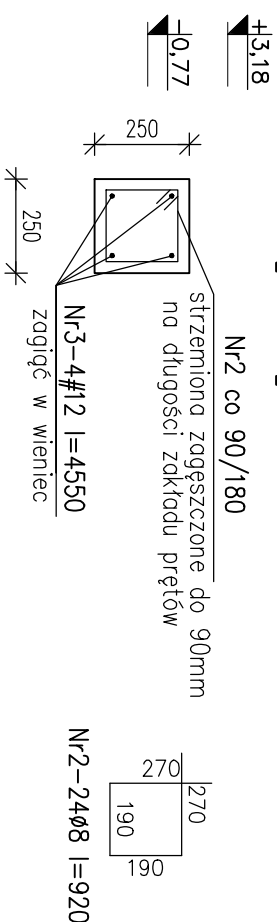 +3,18
-0,77
250
250
Nr2 co 90/180
strzemiona zagęszczone do 90mm
na długości zakładu prętów
Nr3-4#12 l=4550
zagiąć w wieniec
270
270
190
190
Nr2-24ø8 l=920